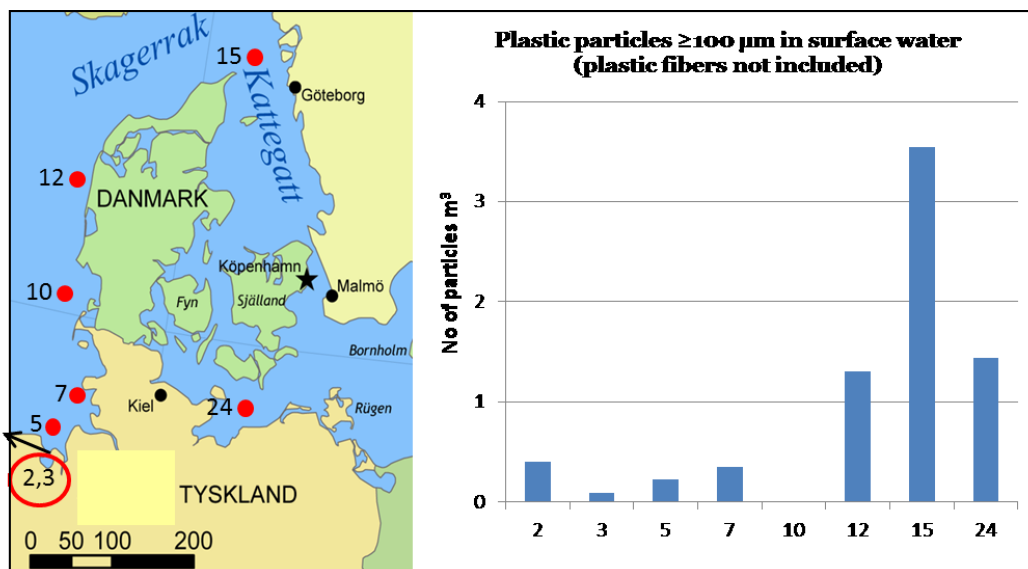 Skagerrak
15
Kattegatt
Göteborg
12
DANMARK
Köpenhamn
Malmö
10
Fyn
Själland
Bornholm
7
Kiel
24
Rügen
5
2,3
TYSKLAND
0 50 100 200
Plastic particles ≥100 µm in surface water
(plastic fibers not included)
No of particles m³
4
3
2
1
0
2 3 5 7 10 12 15 24